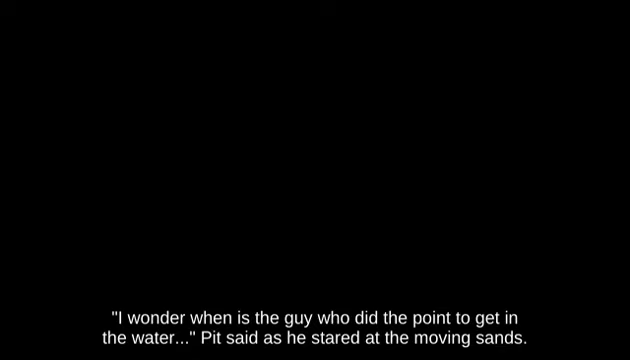 "I wonder when is the guy who did the point to get in
the water..." Pit said as he stared at the moving sands.